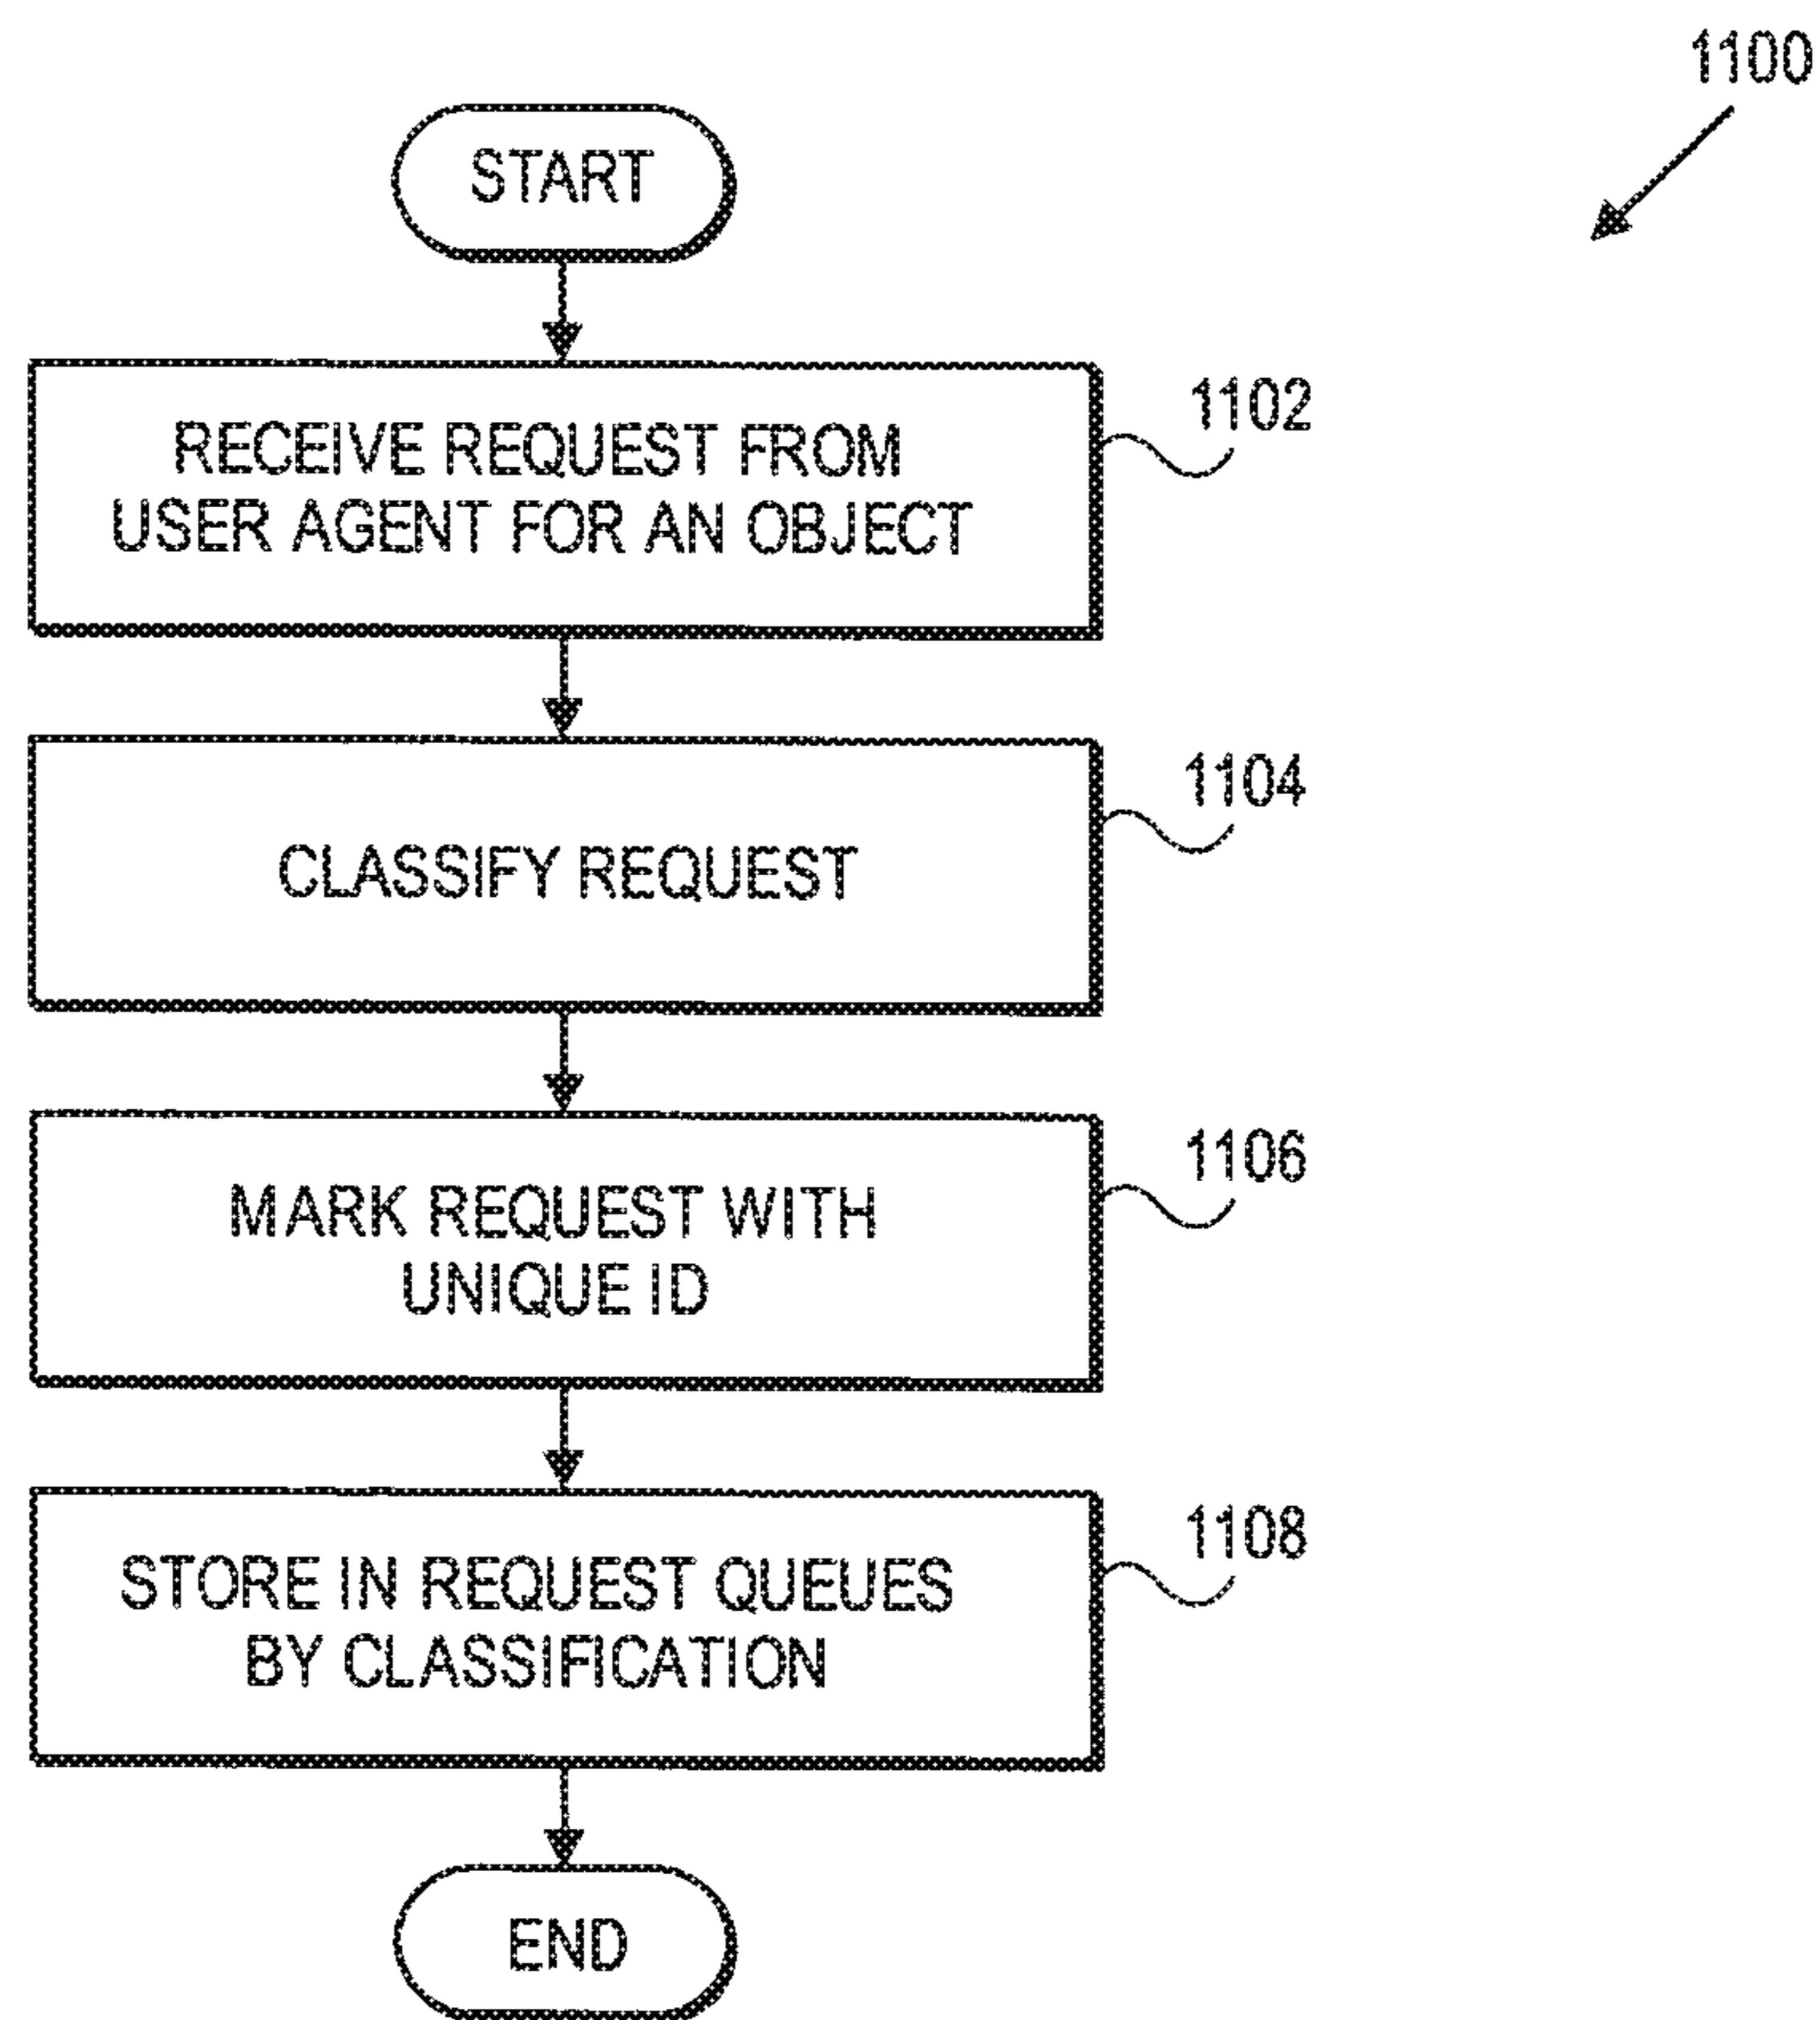 1100
START
RECEIVE REQUEST FROM
USER AGENT FOR AN OBJECT
1102
CLASSIFY REQUEST
1104
MARK REQUEST WITH
UNIQUE ID
1106
STORE IN REQUEST QUEUES
BY CLASSIFICATION
1108
END